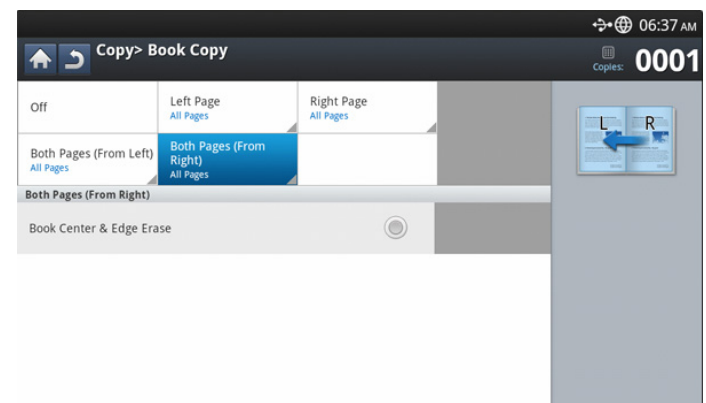 06:37 AM
Copy> Book Copy
Copies: 0001
Off
Left Page
All Pages
Right Page
All Pages
Both Pages (From Left)
All Pages
Both Pages (From
Right)
All Pages
L R
Both Pages (From Right)
Book Center & Edge Erase